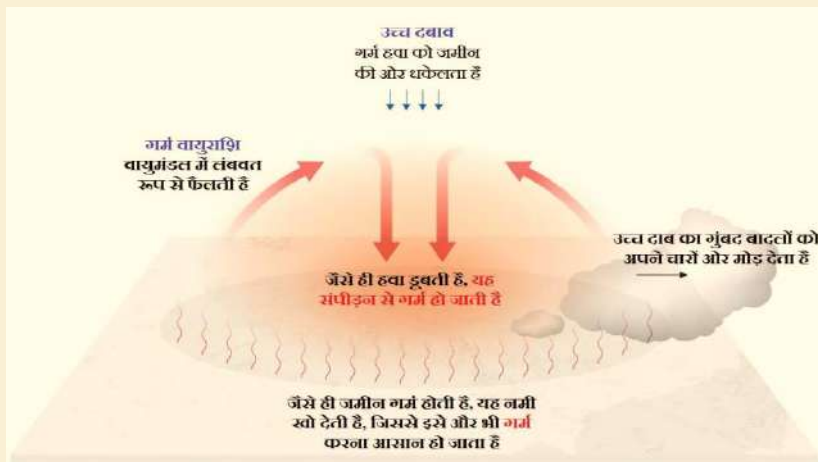 उच्च दबाव
गर्म हवा को जमीन
की ओर धकेलता है
गर्म वायुराशि
वायुमंडल में लंबवत
रूप से फैलती है
उच्च दाब का गुंबद बादलों को
अपने चारों ओर मोड़ देता है
जैसे ही हवा डूबती है, यह
संपीड़न से गर्म हो जाती है
जैसे ही जमीन गर्म होती है, यह नमी
खो देती है, जिससे इसे और भी गर्म
करना आसान हो जाता है